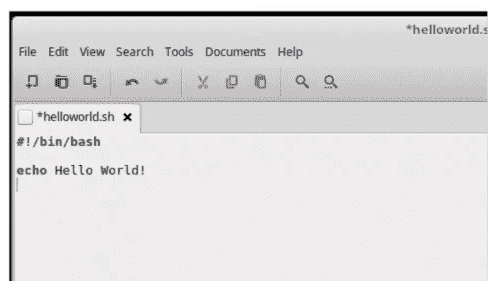 *helloworld.s
File Edit View Search Tools Documents Help
*helloworld.sh
#!/bin/bash
echo Hello World!